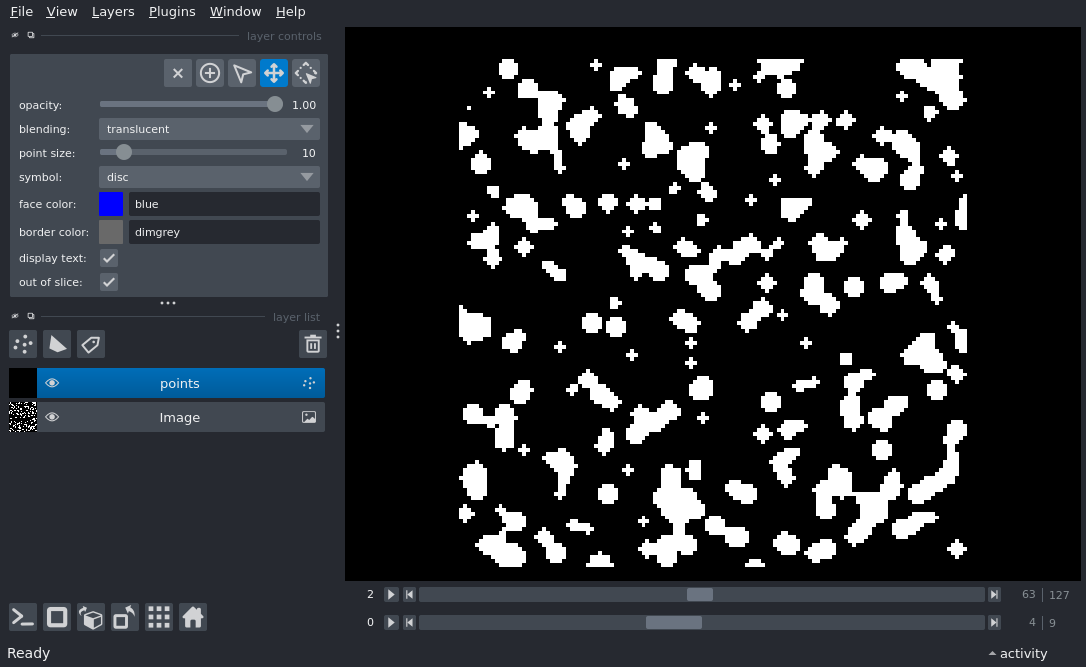 File View Layers Plugins Window Help
layer controls
opacity: 1.00
blending: translucent
point size: 10
symbol: disc
face color: blue
border color: dimgrey
display text:
out of slice:
layer list
points
Image
2 63 | 127
0 4 | 9
Ready activity